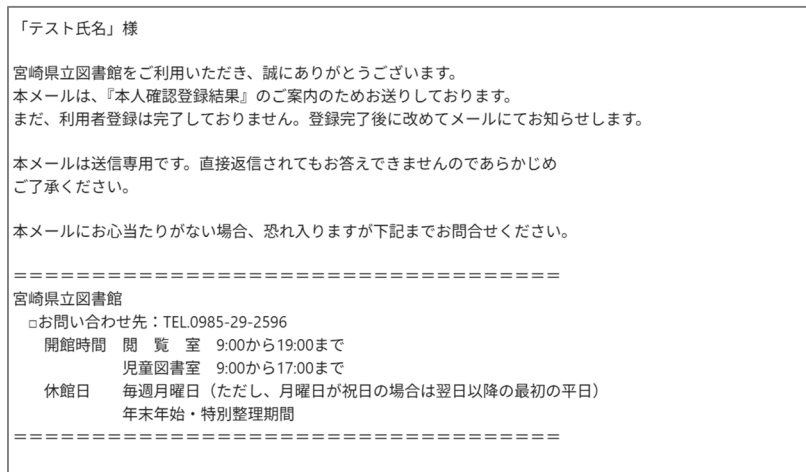 「テスト氏名」様
宮崎県立図書館をご利用いただき、誠にありがとうございます。
本メールは、『本人確認登録結果』のご案内のためお送りしております。
まだ、利用者登録は完了しておりません。登録完了後に改めてメールにてお知らせします。
本メールは送信専用です。直接返信されてもお答えできませんのであらかじめ
ご了承ください。
本メールにお心当たりがない場合、恐れ入りますが下記までお問合せください。
===================================
宮崎県立図書館
□お問い合わせ先：TEL.0985-29-2596
開館時間　閲　覧　室　9:00から19:00まで
児童図書室　9:00から17:00まで
休館日　　毎週月曜日（ただし、月曜日が祝日の場合は翌日以降の最初の平日）
年末年始・特別整理期間
===================================